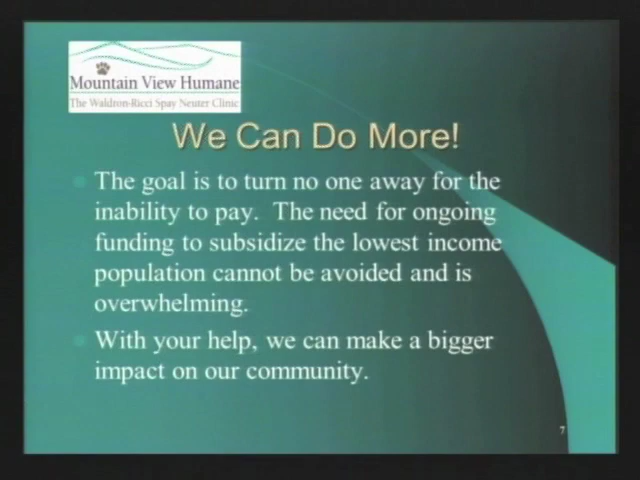 Mountain View Humane
The Waldron-Ricci Spay Neuter Clinic
We Can Do More!
The goal is to turn no one away for the
inability to pay.  The need for ongoing
funding to subsidize the lowest income
population cannot be avoided and is
overwhelming.
With your help, we can make a bigger
impact on our community.
7